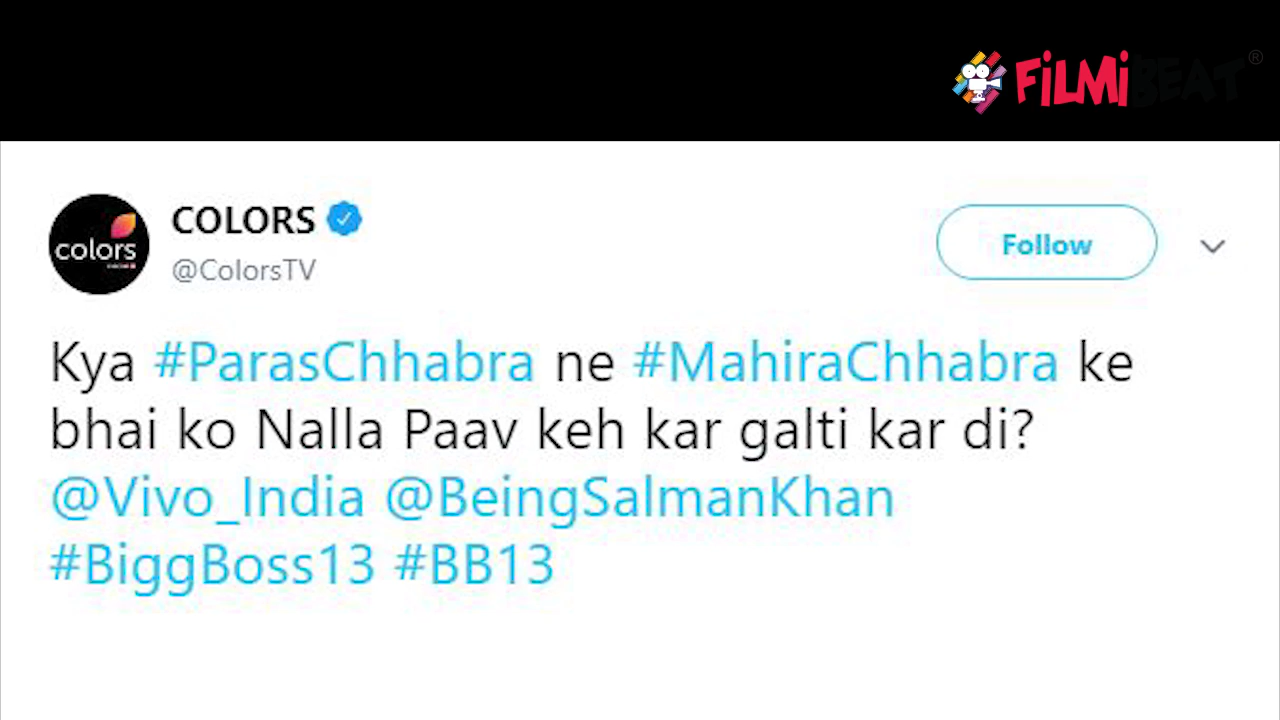 FiLMiBEAT®
colors
COLORS
@ColorsTV
Follow
Kya #ParasChhabra ne #MahiraChhabra ke
bhai ko Nalla Paav keh kar galti kar di?
@Vivo_India @BeingSalmanKhan
#BiggBoss13 #BB13